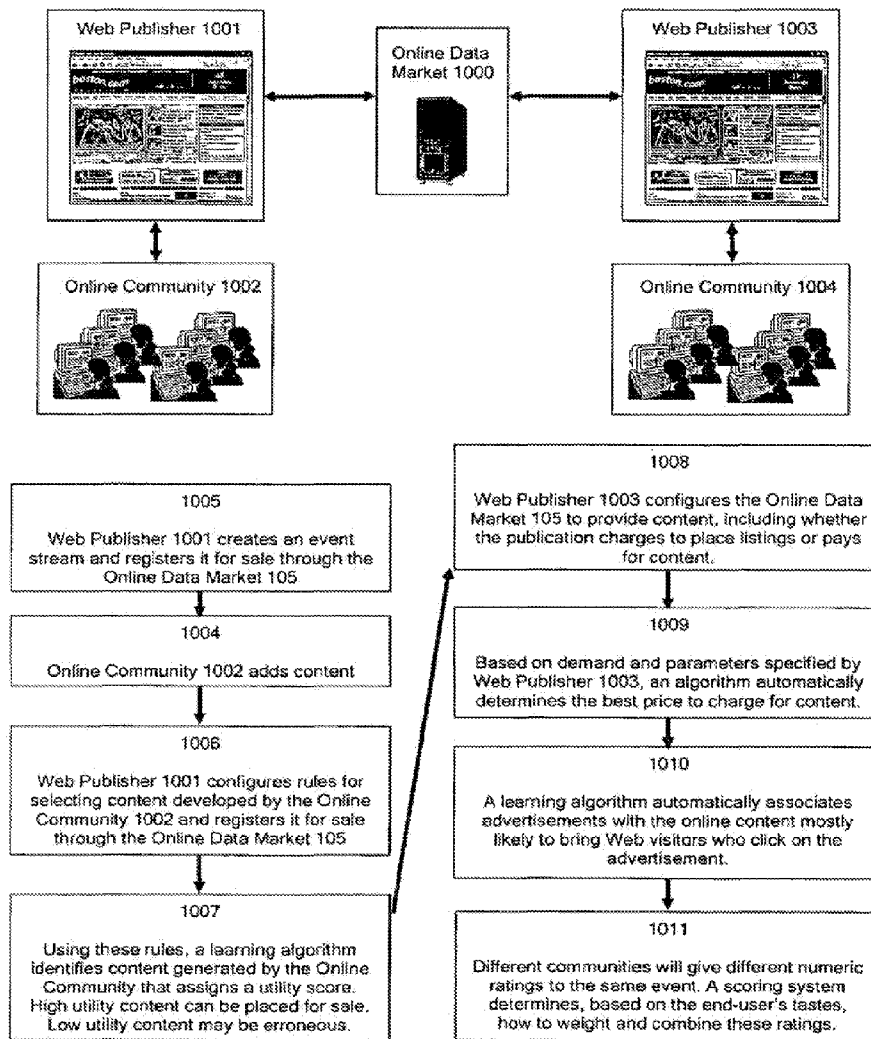 Web Publisher 1001
Online Data
Market 1000
Web Publisher 1003
boston.com
boston.com
Online Community 1002
Online Community 1004
1005
Web Publisher 1001 creates an event
stream and registers it for sale through the
Online Data Market 105
1004
Online Community 1002 adds content
1006
Web Publisher 1001 configures rules for
selecting content developed by the Online
Community 1002 and registers it for sale
through the Online Data Market 105
1007
Using these rules, a learning algorithm
identifies content generated by the Online
Community that assigns a utility score.
High utility content can be placed for sale.
Low utility content may be erroneous.
1008
Web Publisher 1003 configures the Online Data
Market 105 to provide content, including whether
the publication charges to place listings or pays
for content.
1009
Based on demand and parameters specified by
Web Publisher 1003, an algorithm automatically
determines the best price to charge for content.
1010
A learning algorithm automatically associates
advertisements with the online content mostly
likely to bring Web visitors who click on the
advertisement.
1011
Different communities will give different numeric
ratings to the same event. A scoring system
determines, based on the end-user's tastes,
how to weight and combine these ratings.